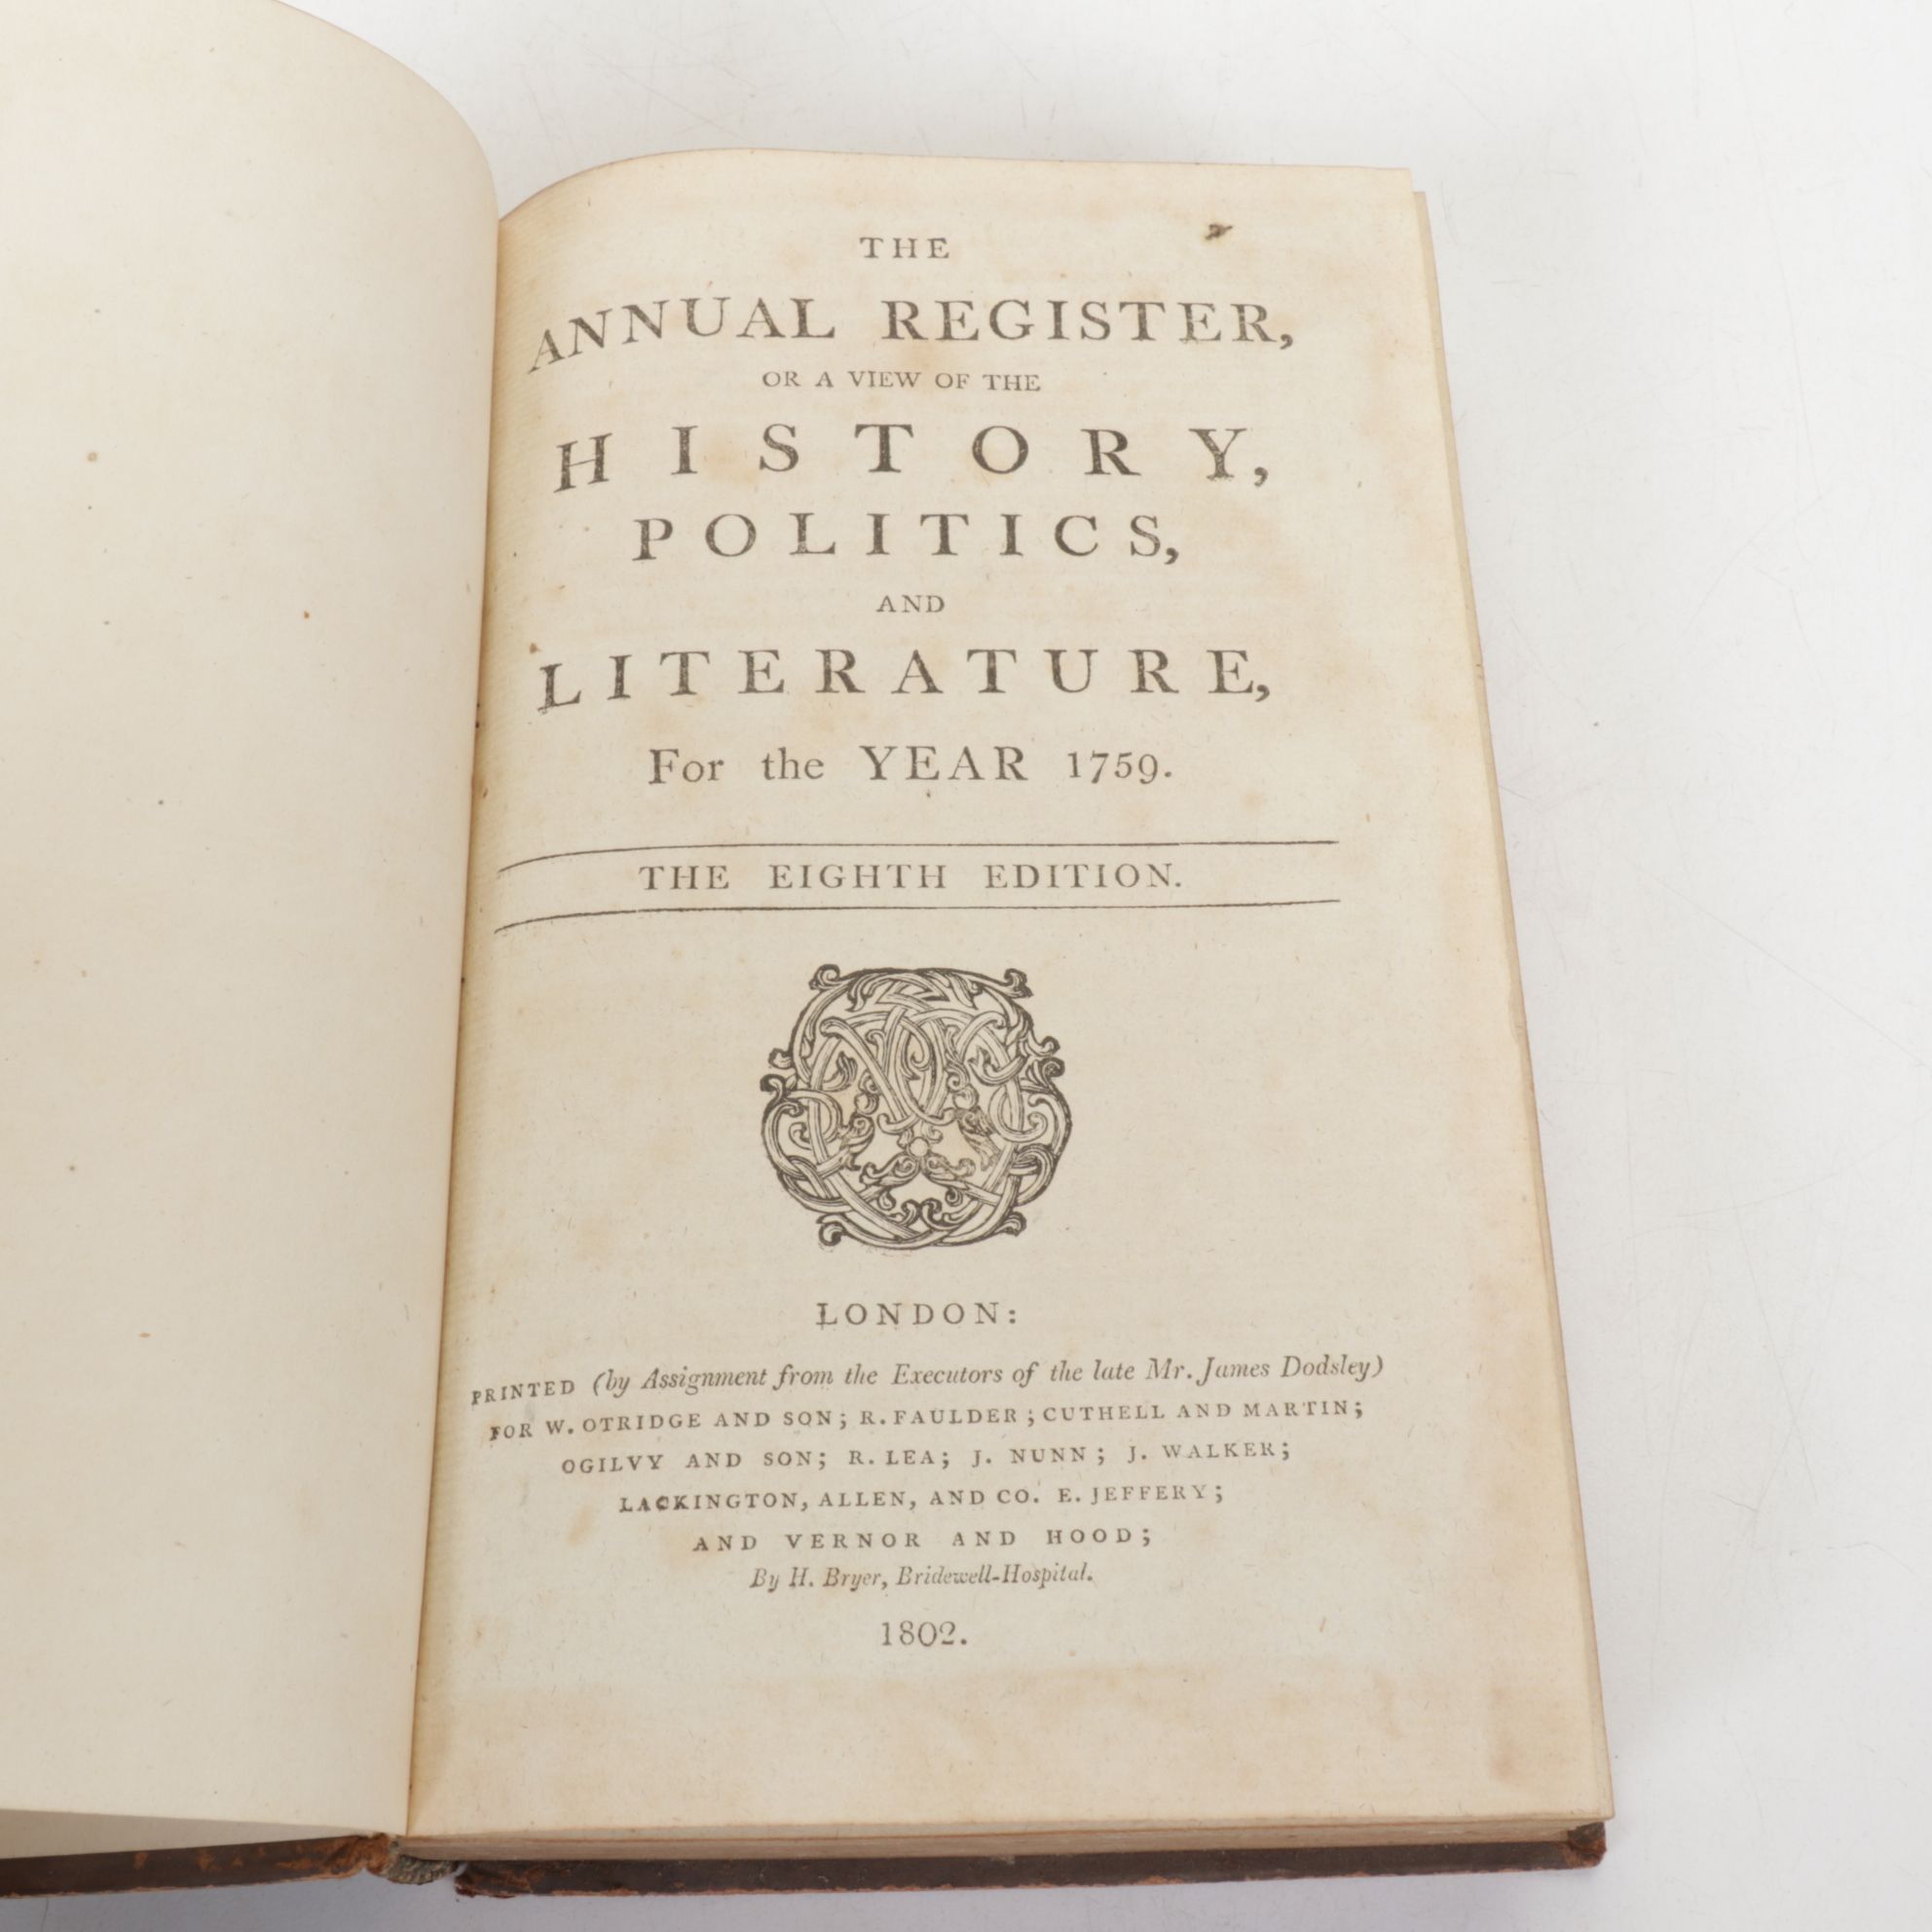 THE
ANNUAL REGISTER,
OR A VIEW OF THE
HISTORY,
POLITICS,
AND
LITERATURE,
For the YEAR 1759.
THE EIGHTH EDITION.
LONDON:
PRINTED (by Assignment from the Executors of the late Mr. James Dodsley)
FOR W. OTRIDGE AND SON; R. FAULDER; CUTHELL AND MARTIN;
OGILVY AND SON; R. LEA; J. NUNN; J. WALKER;
LACKINGTON, ALLEN, AND CO. E. JEFFERY;
AND VERNOR AND HOOD;
By H. Bryer, Bridewell-Hospital.
1802.